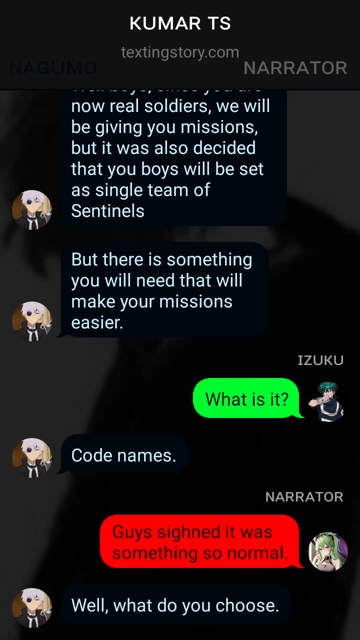 KUMAR TS
textingstory.com
NAGUMO
NARRATOR
Well boys, since you are
now real soldiers, we will
be giving you missions,
but it was also decided
that you boys will be set
as single team of
Sentinels
But there is something
you will need that will
make your missions
easier.
IZUKU
What is it?
Code names.
NARRATOR
Guys sighned it was
something so normal.
Well, what do you choose.